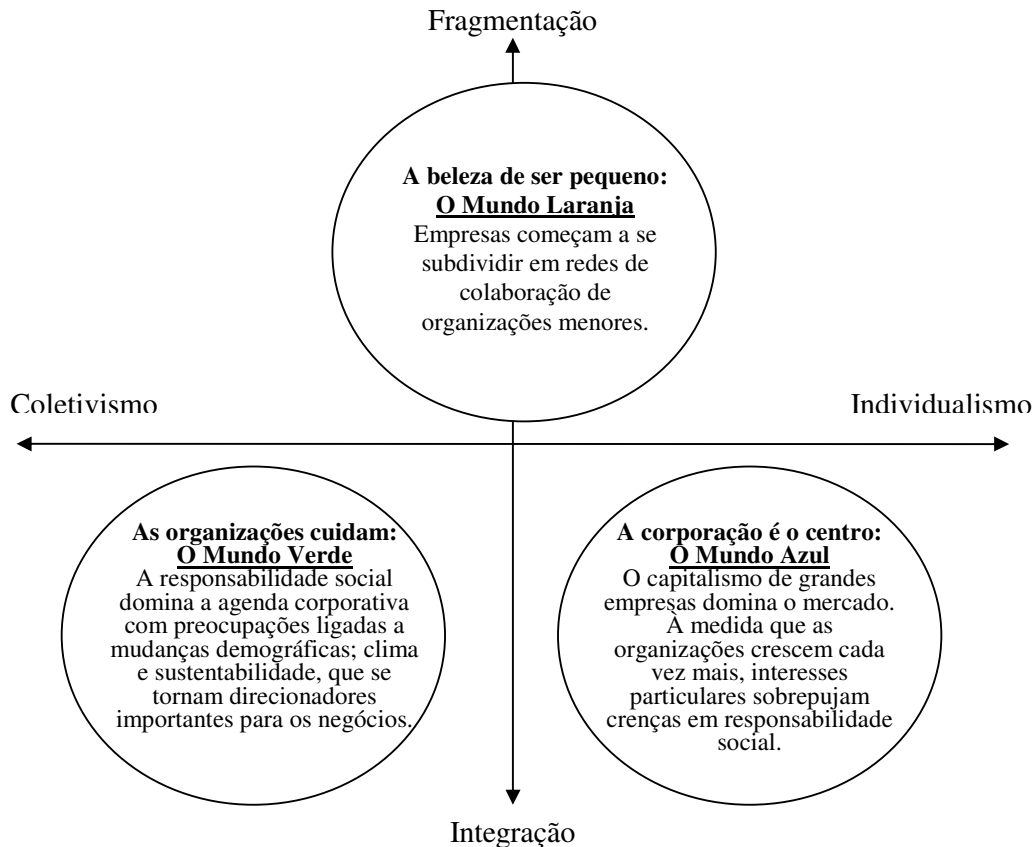 Fragmentação
A beleza de ser pequeno:
O Mundo Laranja
Empresas começam a se
subdividir em redes de
colaboração de
organizações menores.
Coletivismo
Individualismo
As organizações cuidam:
O Mundo Verde
A responsabilidade social
domina a agenda corporativa
com preocupações ligadas a
mudanças demográficas; clima
e sustentabilidade, que se
tornam direcionadores
importantes para os negócios.
A corporação é o centro:
O Mundo Azul
O capitalismo de grandes
empresas domina o mercado.
À medida que as
organizações crescem cada
vez mais, interesses
particulares sobrepujam
crenças em responsabilidade
social.
Integração